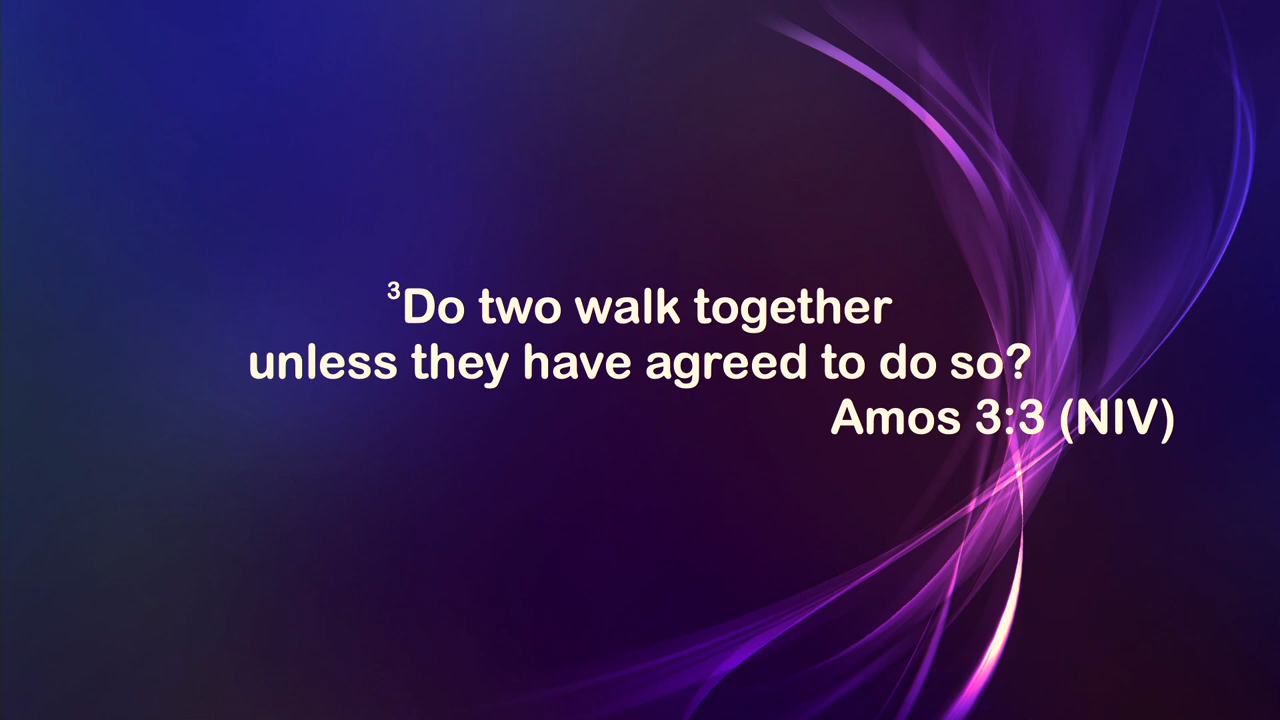 ³Do two walk together
unless they have agreed to do so?
Amos 3:3 (NIV)